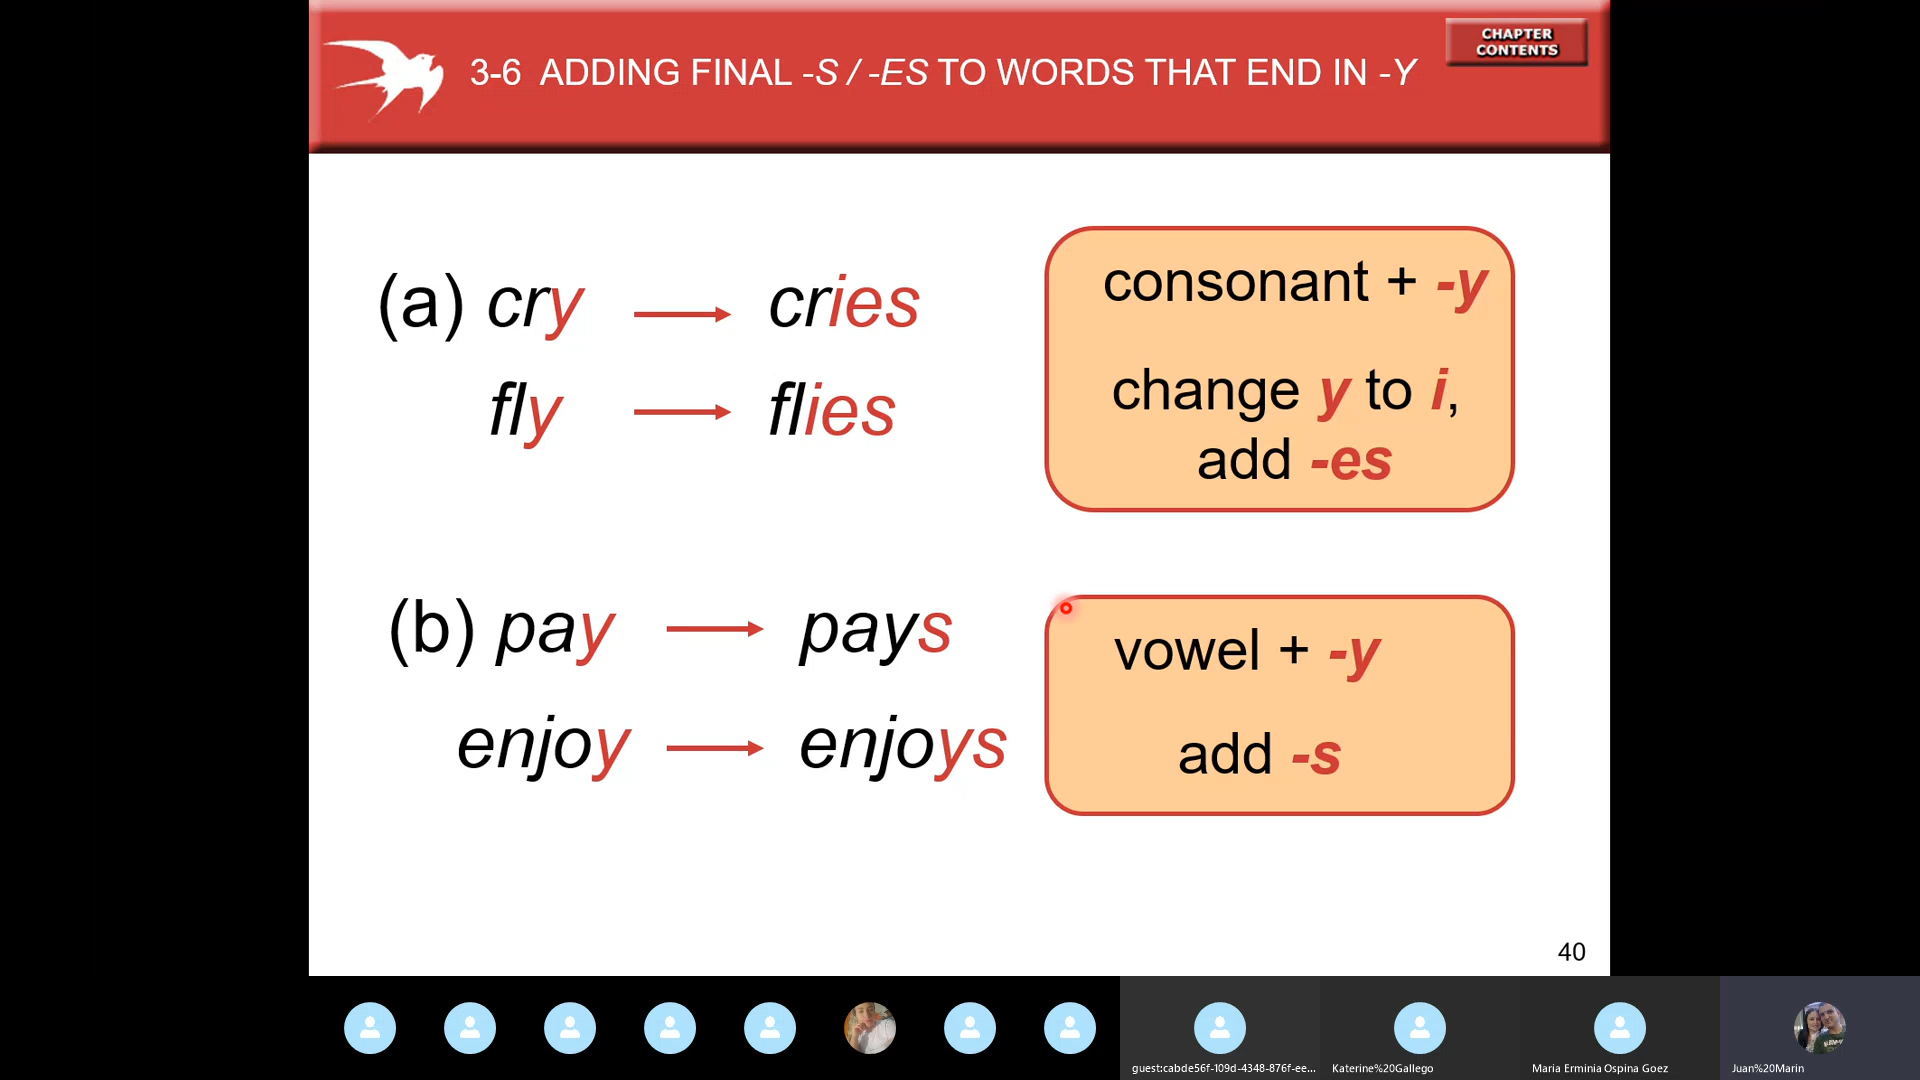 3-6 ADDING FINAL -S / -ES TO WORDS THAT END IN -Y
CHAPTER
CONTENTS
(a) cry cries
fly flies
consonant + -y
change y to i,
add -es
(b) pay pays
enjoy enjoys
vowel + -y
add -s
40
guest:cabde56f-109d-4348-876f-ee...
Katerine%20Gallego
Maria Erminia Ospina Goez
Juan%20Marin